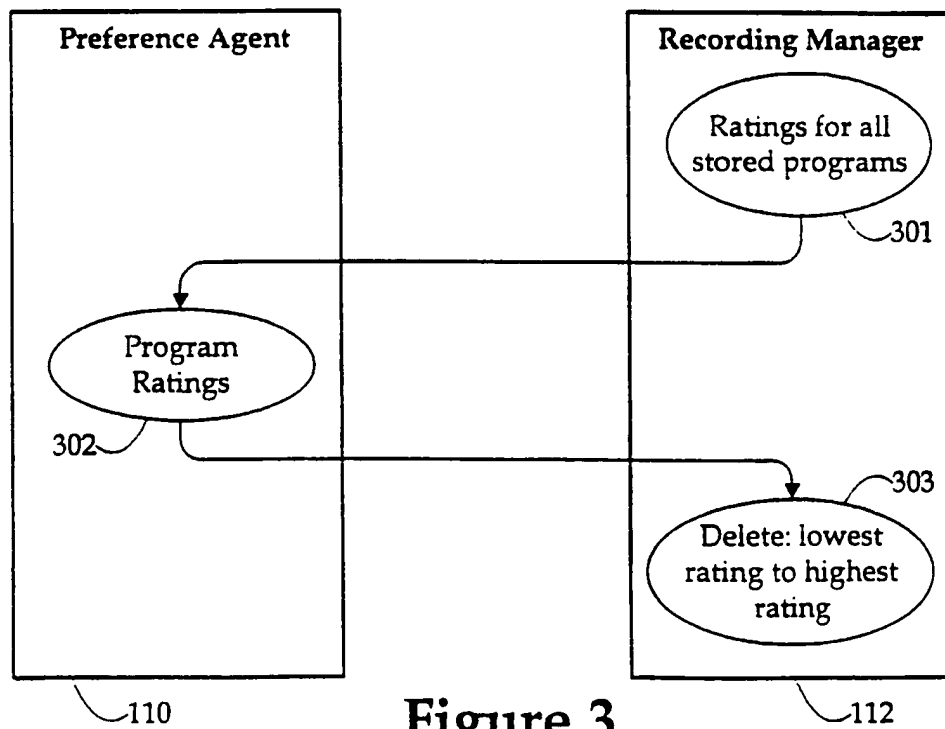 Preference Agent
Recording Manager
Ratings for all
stored programs
301
Program
Ratings
302
303
Delete: lowest
rating to highest
rating
110
Figure 3
112